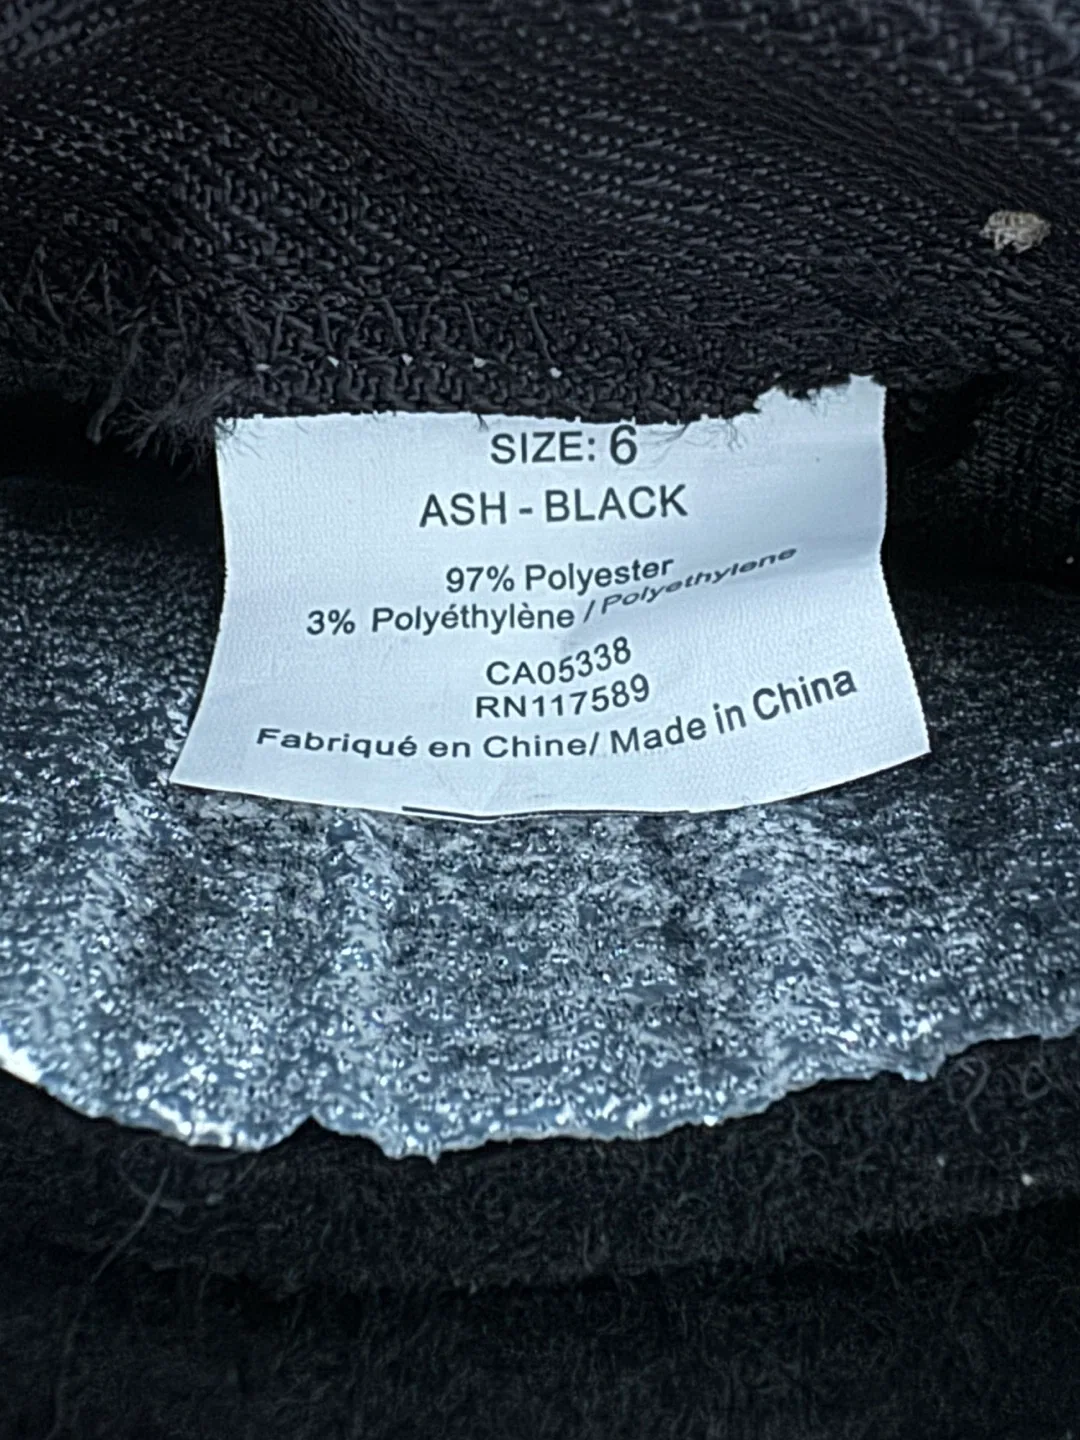 SIZE: 6
ASH - BLACK
97% Polyester
3% Polyéthylène / Polyethylene
CA05338
RN117589
Fabriqué en Chine/ Made in China